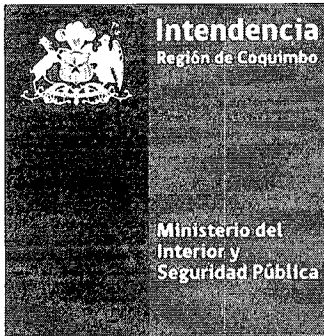 Intendencia
Región de Coquimbo
Ministerio del
Interior y
Seguridad Pública